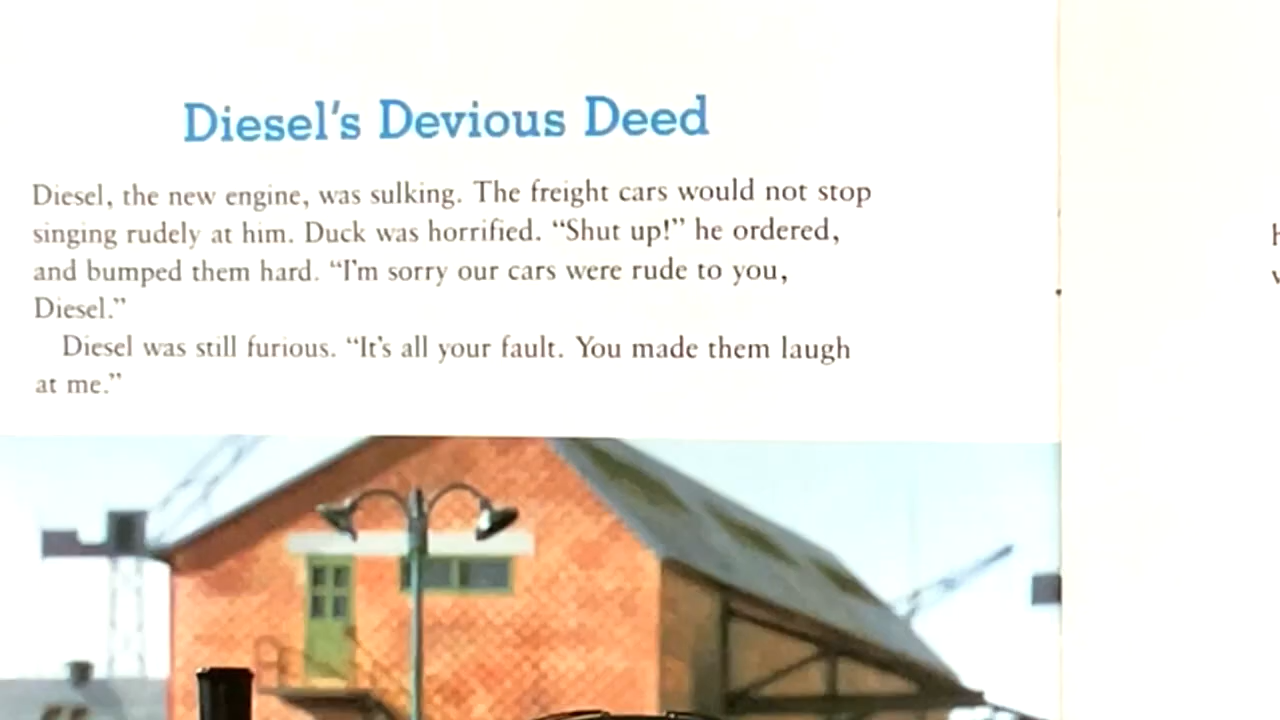 Diesel's Devious Deed
Diesel, the new engine, was sulking. The freight cars would not stop
singing rudely at him. Duck was horrified. “Shut up!” he ordered,
and bumped them hard. “I'm sorry our cars were rude to you,
Diesel.”
Diesel was still furious. “It's all your fault. You made them laugh
at me.”